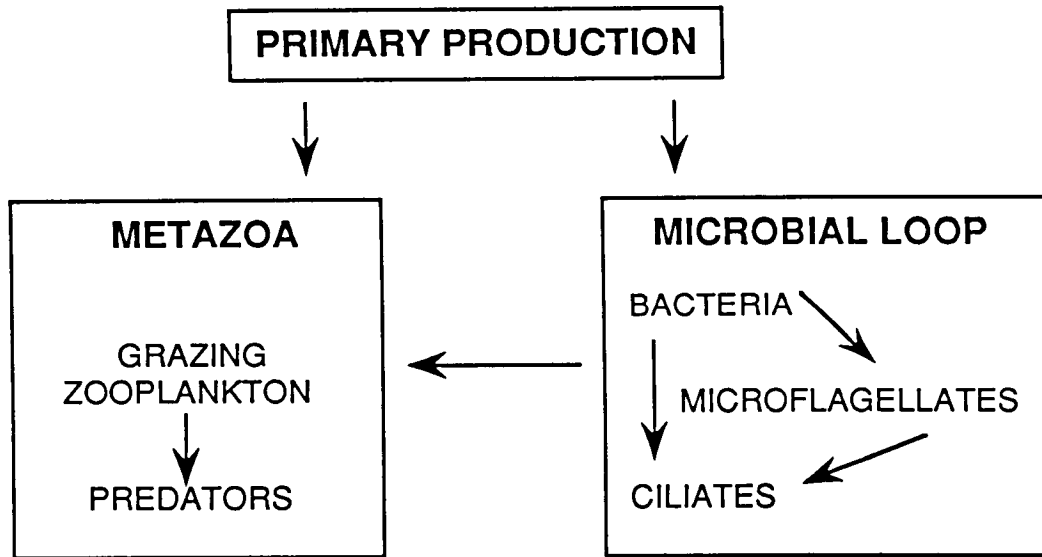 PRIMARY PRODUCTION
METAZOA
GRAZING
ZOOPLANKTON
PREDATORS
MICROBIAL LOOP
BACTERIA
MICROFLAGELLATES
CILIATES